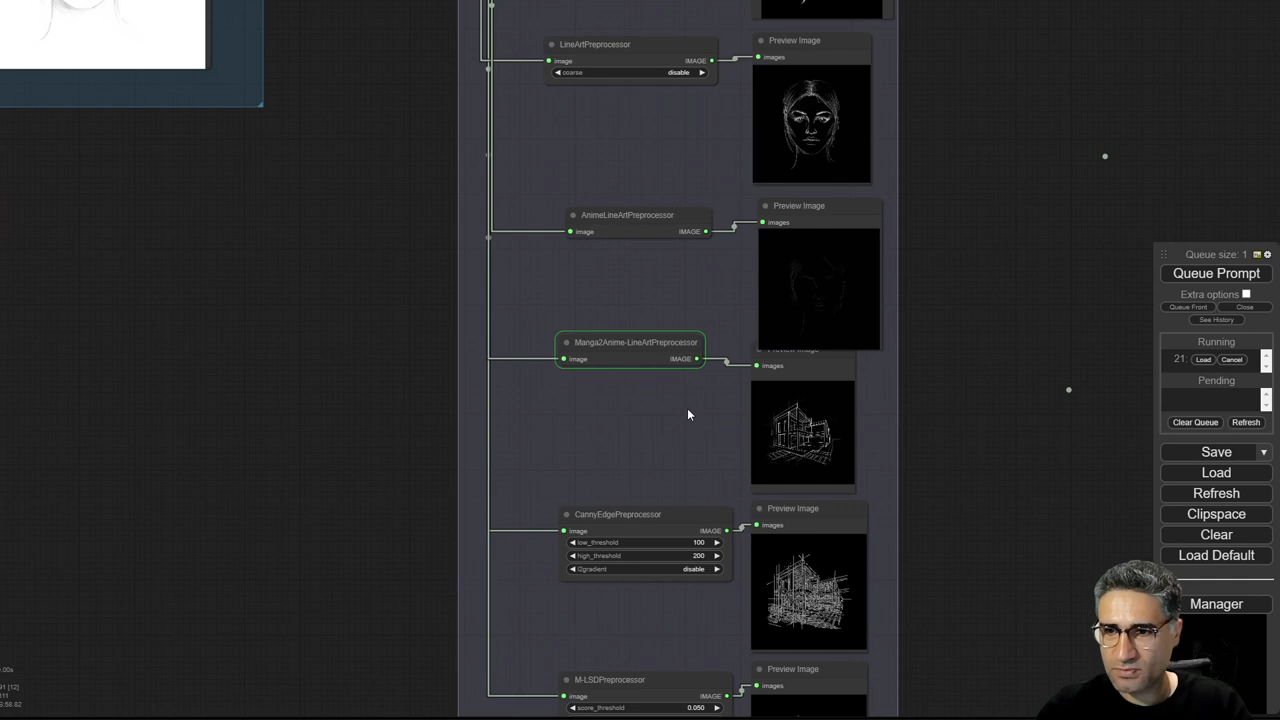 LineArtPreprocessor
image IMAGE
coarse disable
Preview Image
images
AnimeLineArtPreprocessor
image IMAGE
Preview Image
images
Manga2Anime-LineArtPreprocessor
image IMAGE
images
CannyEdgePreprocessor
image IMAGE
low_threshold 100
high_threshold 200
l2gradient disable
Preview Image
images
M-LSDPreprocessor
image IMAGE
score_threshold 0.050
Preview Image
images
Queue size: 1
Queue Prompt
Extra options
Queue Front Close
See History
Running
21: Load Cancel
Pending
Clear Queue Refresh
Save
Load
Refresh
Clipspace
Clear
Load Default
Manager